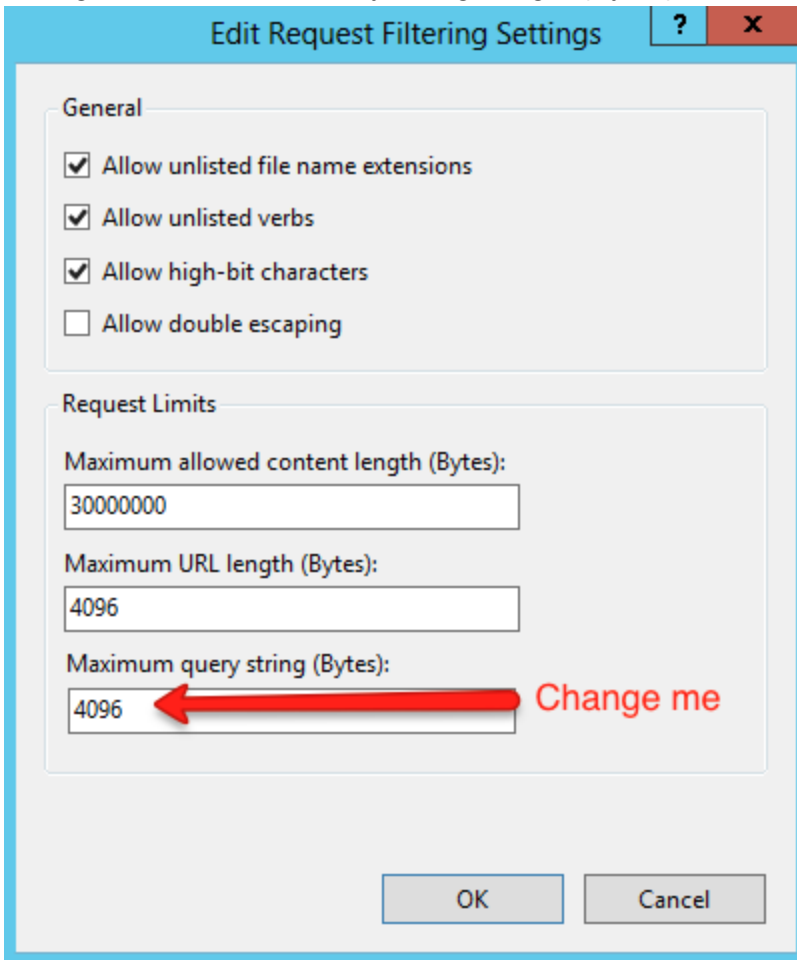 Edit Request Filtering Settings
?
x
General
Allow unlisted file name extensions
Allow unlisted verbs
Allow high-bit characters
Allow double escaping
Request Limits
Maximum allowed content length (Bytes):
30000000
Maximum URL length (Bytes):
4096
Maximum query string (Bytes):
4096
Change me
OK
Cancel